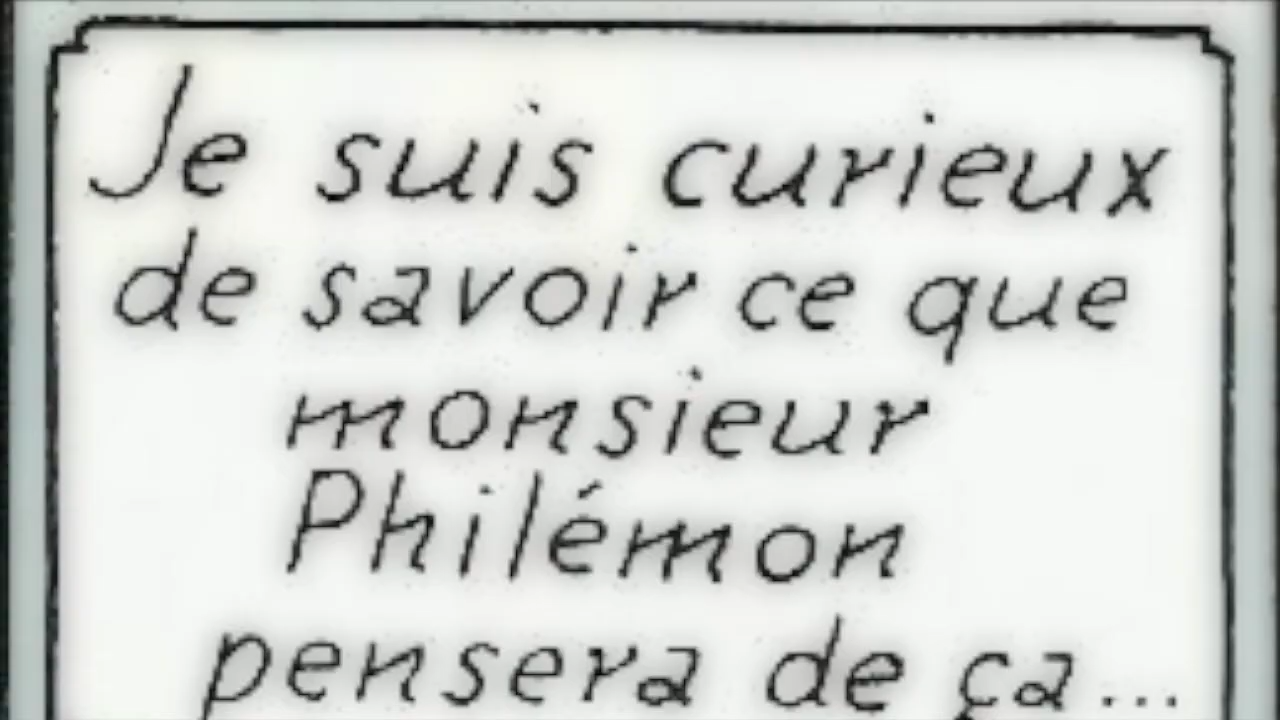 Je suis curieux
de savoir ce que
monsieur
Philémon
pensera de ça...